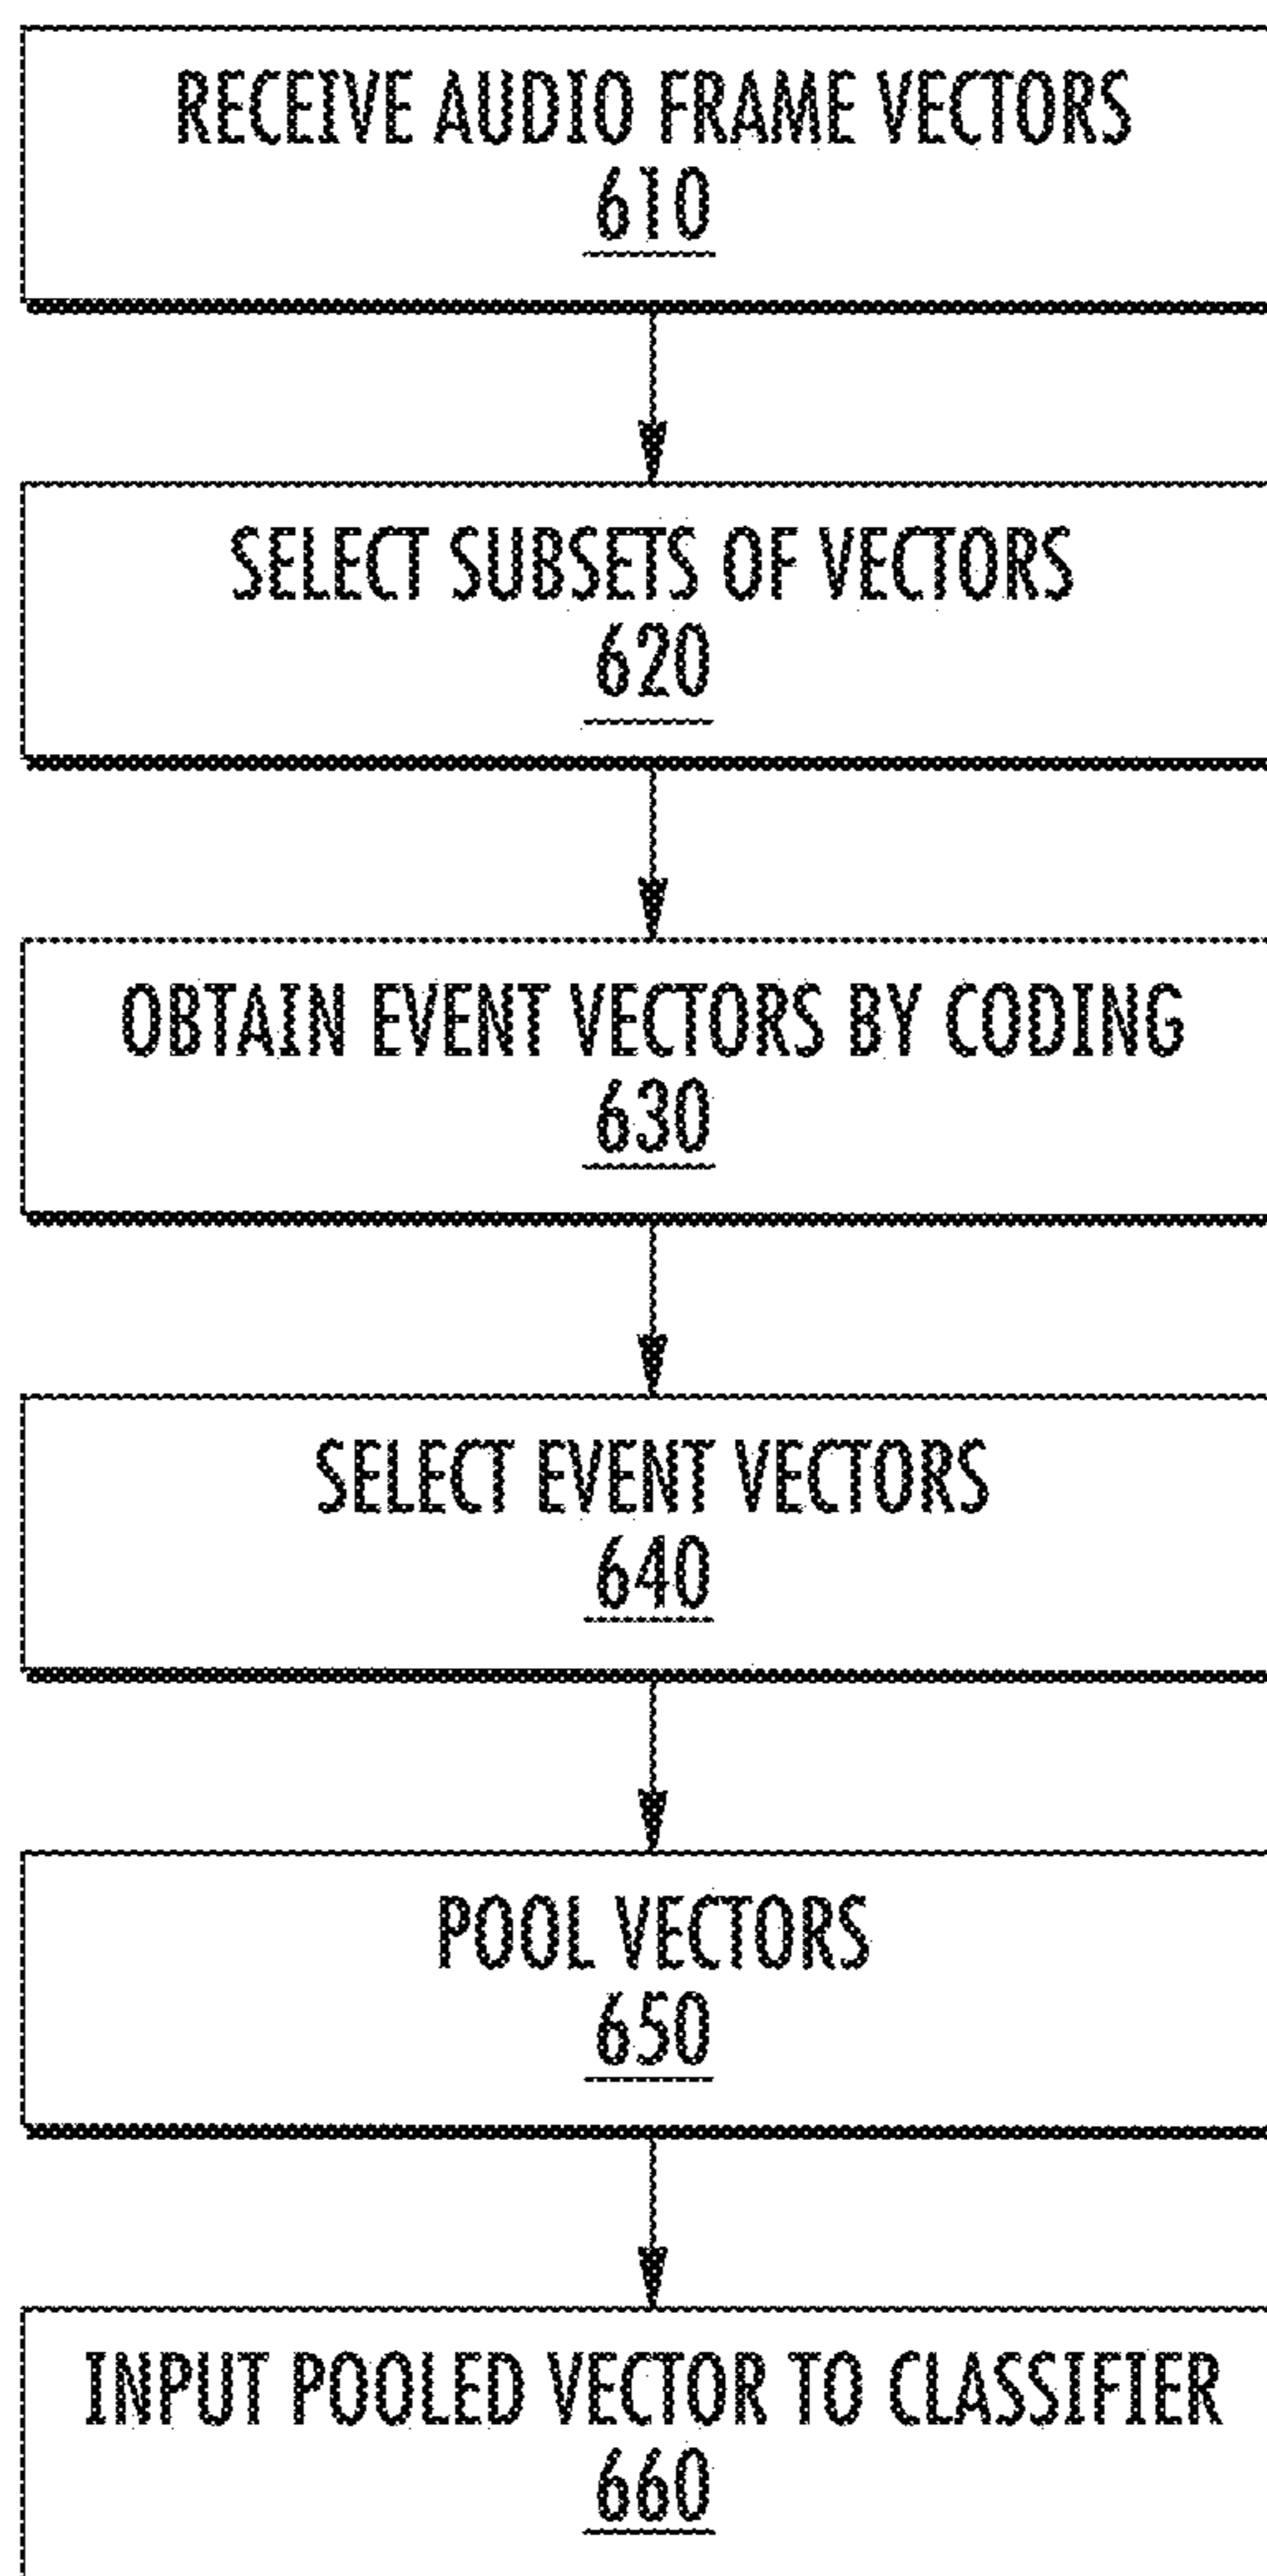 RECEIVE AUDIO FRAME VECTORS
610
SELECT SUBSETS OF VECTORS
620
OBTAIN EVENT VECTORS BY CODING
630
SELECT EVENT VECTORS
640
POOL VECTORS
650
INPUT POOLED VECTOR TO CLASSIFIER
660